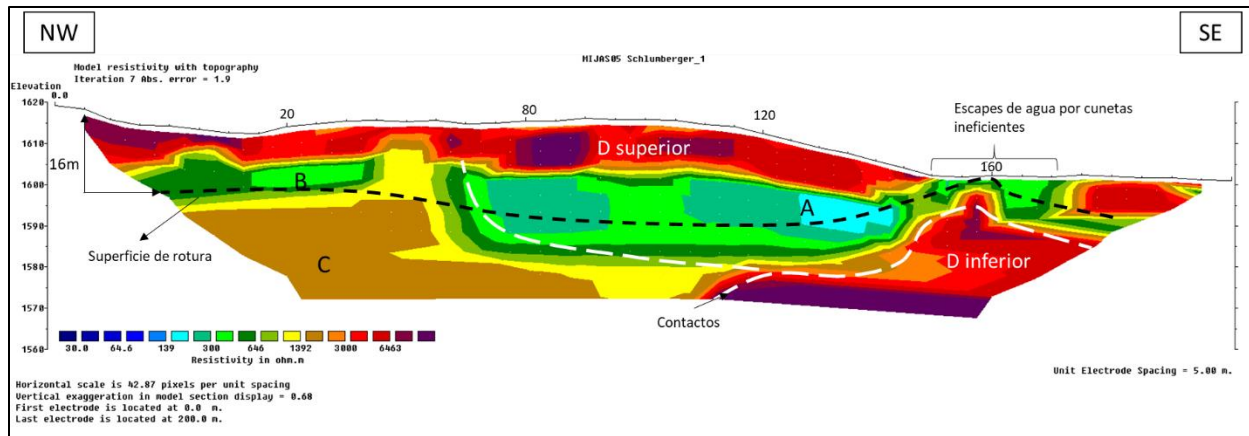 NW
SE
MIJAS05 Schlumberger_1
Model resistivity with topography
Iteration 7 Abs. error = 1.9
Elevation
0.0
1620
20
80
120
Escapes de agua por cunetas
ineficientes
160
1610
16m
D superior
1600
B
A
1590
Superficie de rotura
1580
C
D inferior
1570
Contactos
1560
30.0 64.6 139 300 646 1392 3000 6463
Resistivity in ohm.m
Unit Electrode Spacing = 5.00 m.
Horizontal scale is 42.87 pixels per unit spacing
Vertical exaggeration in model section display = 0.68
First electrode is located at 0.0 m.
Last electrode is located at 200.0 m.